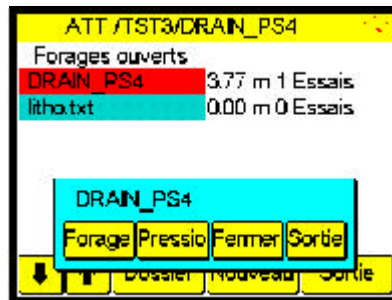 ATT /TST3/DRAIN_PS4
Forages ouverts
DRAIN_PS4 3.77 m 1 Essais
litho.txt 0.00 m 0 Essais
DRAIN_PS4
Forage Pressio Fermer Sortie
Dossier Nouveau Sortie